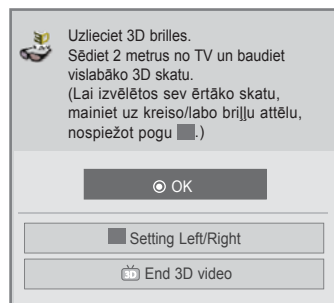 Uzlieciet 3D brilles.
Sēdiet 2 metrus no TV un baudiet
vislabāko 3D skatu.
(Lai izvēlētos sev ērtāko skatu,
mainiet uz kreiso/labo briļļu attēlu,
nospiežot pogu .)
OK
Setting Left/Right
3D End 3D video